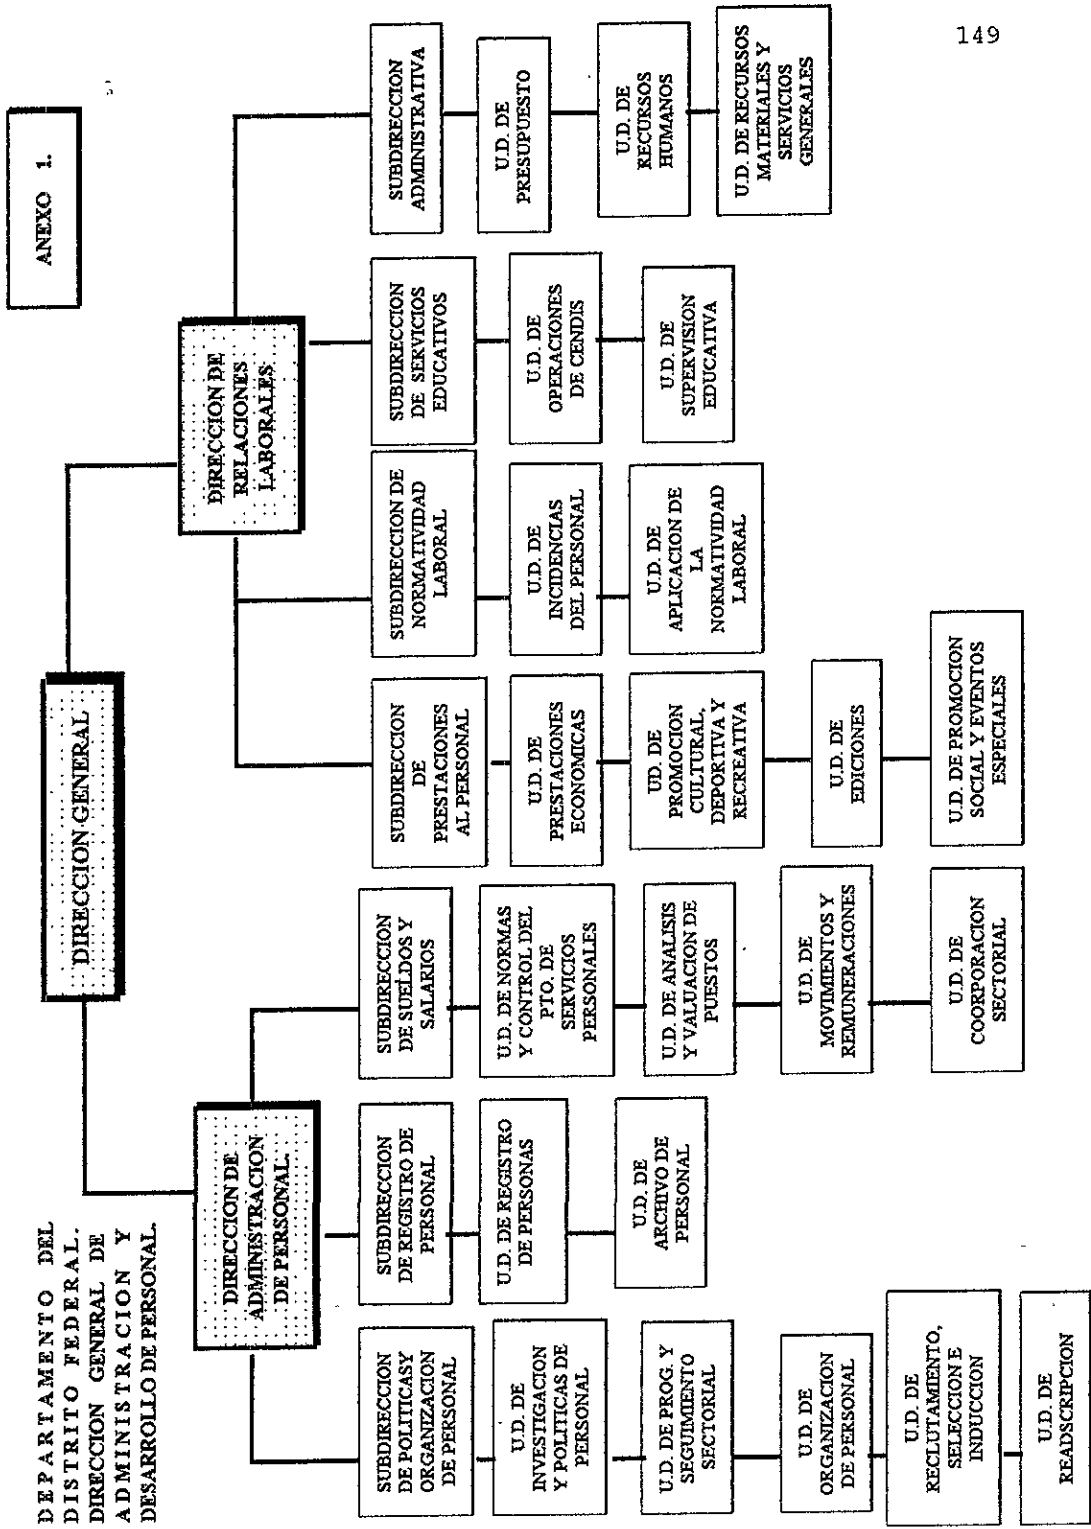 149
ANEXO 1.
DEPARTAMENTO DEL
DISTRITO FEDERAL.
DIRECCION GENERAL DE
ADMINISTRACION Y
DESARROLLO DE PERSONAL.
DIRECCION GENERAL
DIRECCION DE
ADMINISTRACION
DE PERSONAL.
DIRECCION DE
RELACIONES
LABORALES
SUBDIRECCION
DE POLITICASY
ORGANIZACION
DE PERSONAL
U.D. DE
INVESTIGACION
Y POLITICAS DE
PERSONAL
U.D. DE PROG. Y
SEGUIMIENTO
SECTORIAL
U.D. DE
ORGANIZACION
DE PERSONAL
U.D. DE
RECLUTAMIENTO,
SELECCION E
INDUCCION
U.D. DE
READSCRIPCION
SUBDIRECCION
DE REGISTRO DE
PERSONAL
U.D. DE REGISTRO
DE PERSONAS
U.D. DE
ARCHIVO DE
PERSONAL
SUBDIRECCION
DE SUELDOS Y
SALARIOS
U.D. DE NORMAS
Y CONTROL DEL
PTO. DE
SERVICIOS
PERSONALES
U.D. DE ANALISIS
Y VALUACION DE
PUESTOS
U.D. DE
MOVIMIENTOS Y
REMUNERACIONES
U.D. DE
COORPORACION
SECTORIAL
SUBDIRECCION
DE
PRESTACIONES
AL PERSONAL
U.D. DE
PRESTACIONES
ECONOMICAS
UD. DE
PROMOCION
CULTURAL,
DEPORTIVA Y
RECREATIVA
U.D. DE
EDICIONES
U.D. DE PROMOCION
SOCIAL Y EVENTOS
ESPECIALES
SUBDIRECCION DE
NORMATIVIDAD
LABORAL
U.D. DE
INCIDENCIAS
DEL PERSONAL
U.D. DE
APLICACION DE
LA
NORMATIVIDAD
LABORAL
SUBDIRECCION
DE SERVICIOS
EDUCATIVOS
U.D. DE
OPERACIONES
DE CENDIS
U.D. DE
SUPERVISION
EDUCATIVA
SUBDIRECCION
ADMINISTRATIVA
U.D. DE
PRESUPUESTO
U.D. DE
RECURSOS
HUMANOS
U.D. DE RECURSOS
MATERIALES Y
SERVICIOS
GENERALES